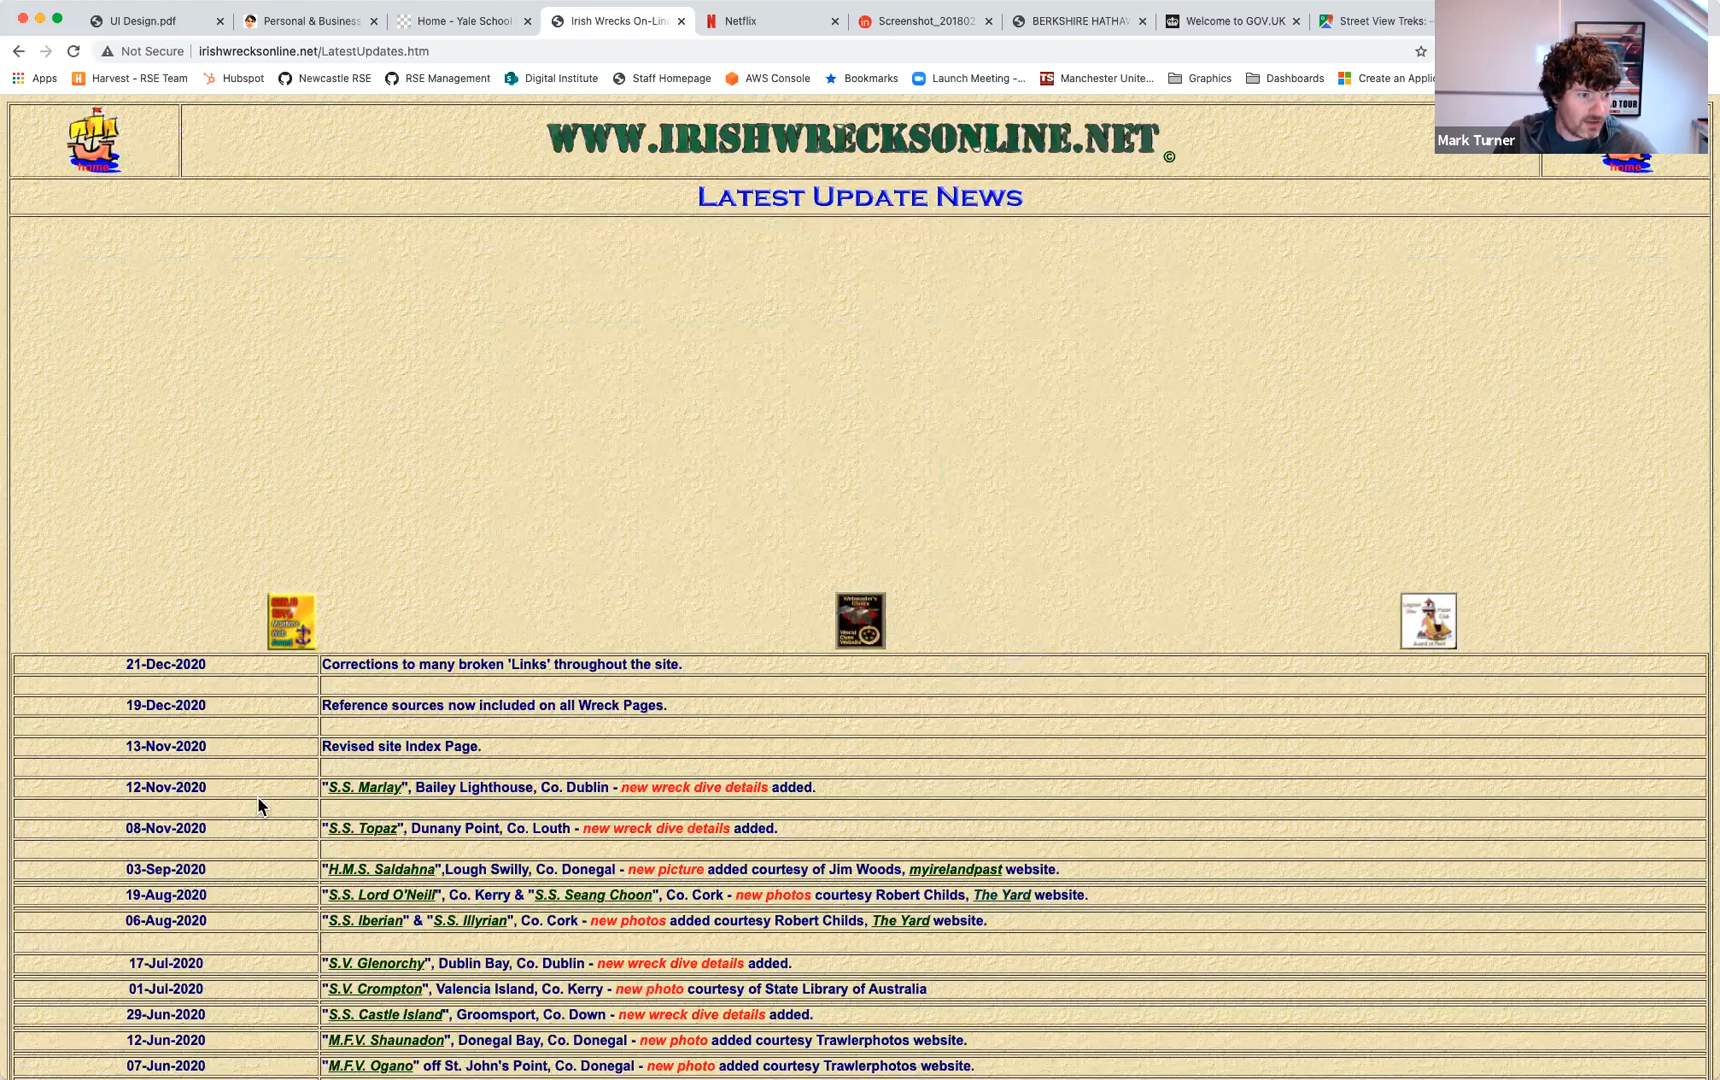 UI Design.pdf
Personal & Business
Home - Yale School
Irish Wrecks On-Lin
Netflix
Screenshot_201802
BERKSHIRE HATHAW
Welcome to GOV.UK
Street View Treks:
Not Secure irishwrecksonline.net/LatestUpdates.htm
Apps
Harvest - RSE Team
Hubspot
Newcastle RSE
RSE Management
Digital Institute
Staff Homepage
AWS Console
Bookmarks
Launch Meeting -...
Manchester Unite...
Graphics
Dashboards
Create an Applic
Mark Turner
D TOUR
home
WWW.IRISHWRECKSONLINE.NET ©
home
LATEST UPDATE NEWS
21-Dec-2020 Corrections to many broken 'Links' throughout the site.
19-Dec-2020 Reference sources now included on all Wreck Pages.
13-Nov-2020 Revised site Index Page.
12-Nov-2020 "S.S. Marlay", Bailey Lighthouse, Co. Dublin - new wreck dive details added.
08-Nov-2020 "S.S. Topaz", Dunany Point, Co. Louth - new wreck dive details added.
03-Sep-2020 "H.M.S. Saldahna",Lough Swilly, Co. Donegal - new picture added courtesy of Jim Woods, myirelandpast website.
19-Aug-2020 "S.S. Lord O'Neill", Co. Kerry & "S.S. Seang Choon", Co. Cork - new photos courtesy Robert Childs, The Yard website.
06-Aug-2020 "S.S. Iberian" & "S.S. Illyrian", Co. Cork - new photos added courtesy Robert Childs, The Yard website.
17-Jul-2020 "S.V. Glenorchy", Dublin Bay, Co. Dublin - new wreck dive details added.
01-Jul-2020 "S.V. Crompton", Valencia Island, Co. Kerry - new photo courtesy of State Library of Australia
29-Jun-2020 "S.S. Castle Island", Groomsport, Co. Down - new wreck dive details added.
12-Jun-2020 "M.F.V. Shaunadon", Donegal Bay, Co. Donegal - new photo added courtesy Trawlerphotos website.
07-Jun-2020 "M.F.V. Ogano" off St. John's Point, Co. Donegal - new photo added courtesy Trawlerphotos website.